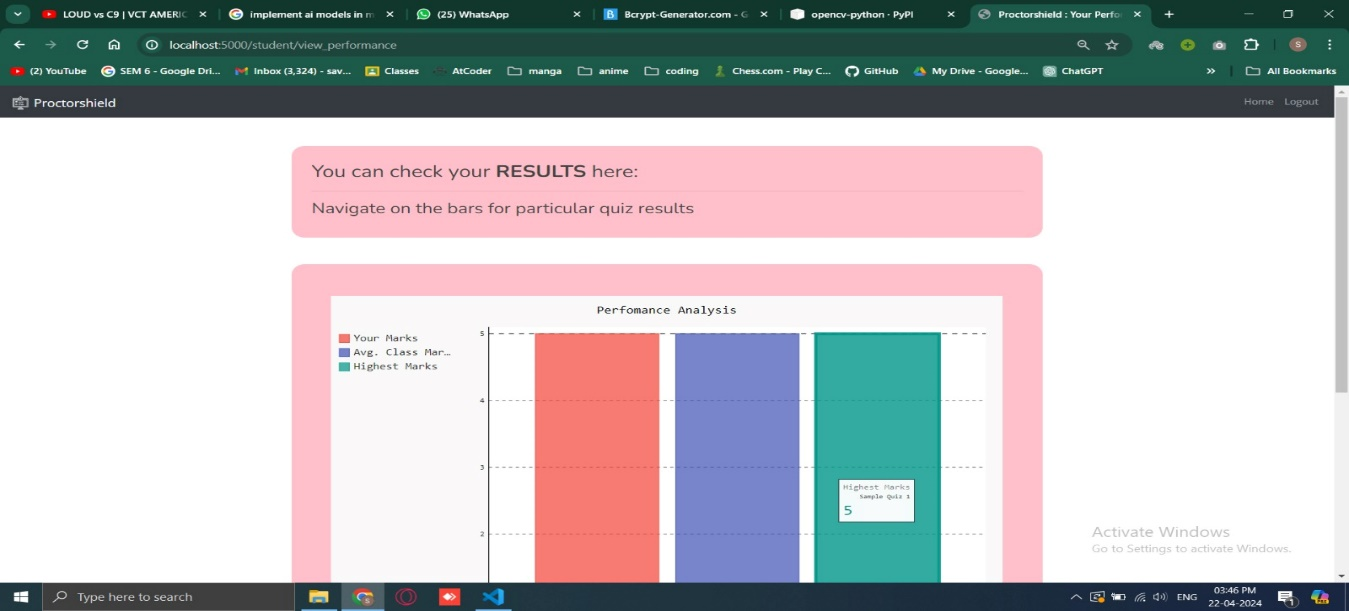 LOUD vs C9 | VCT AMERIC
implement ai models in m
(25) WhatsApp
Bcrypt-Generator.com - G
opencv-python · PyPI
Proctorshield : Your Perfo
localhost:5000/student/view_performance
S
(2) YouTube
SEM 6 - Google Dri...
Inbox (3,324) - sav...
Classes
AtCoder
manga
anime
coding
Chess.com - Play C...
GitHub
My Drive - Google...
ChatGPT
»
All Bookmarks
Proctorshield
Home
Logout
You can check your RESULTS here:
Navigate on the bars for particular quiz results
Perfomance Analysis
Your Marks
Avg. Class Mar…
Highest Marks
5
4
3
2
Highest Marks
Sample Quiz 1
5
Activate Windows
Go to Settings to activate Windows.
Type here to search
ENG
03:46 PM
22-04-2024
1